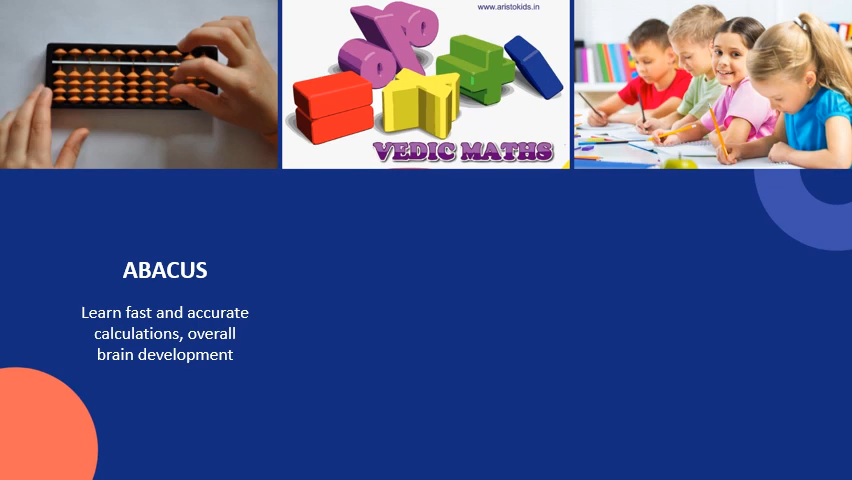 www.aristokids.in
VEDIC MATHS
ABACUS
Learn fast and accurate
calculations, overall
brain development